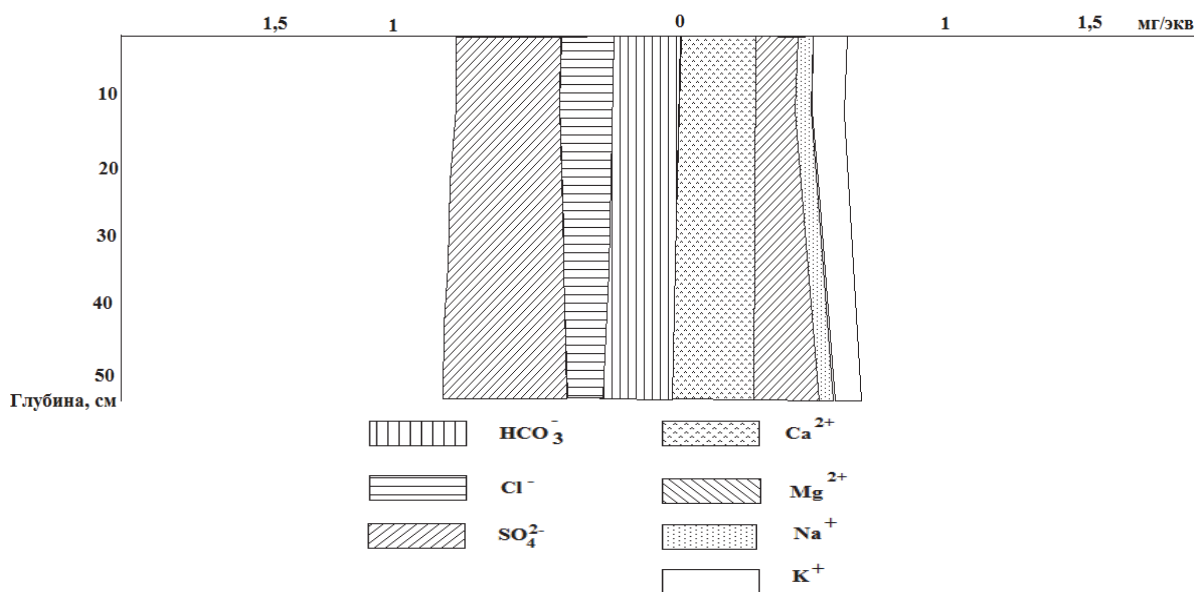 1,5 1 0 1 1,5 мг/экв
10
20
30
40
50
Глубина, см
HCO₃⁻ Ca²⁺
Cl⁻ Mg²⁺
SO₄²⁻ Na⁺
K⁺